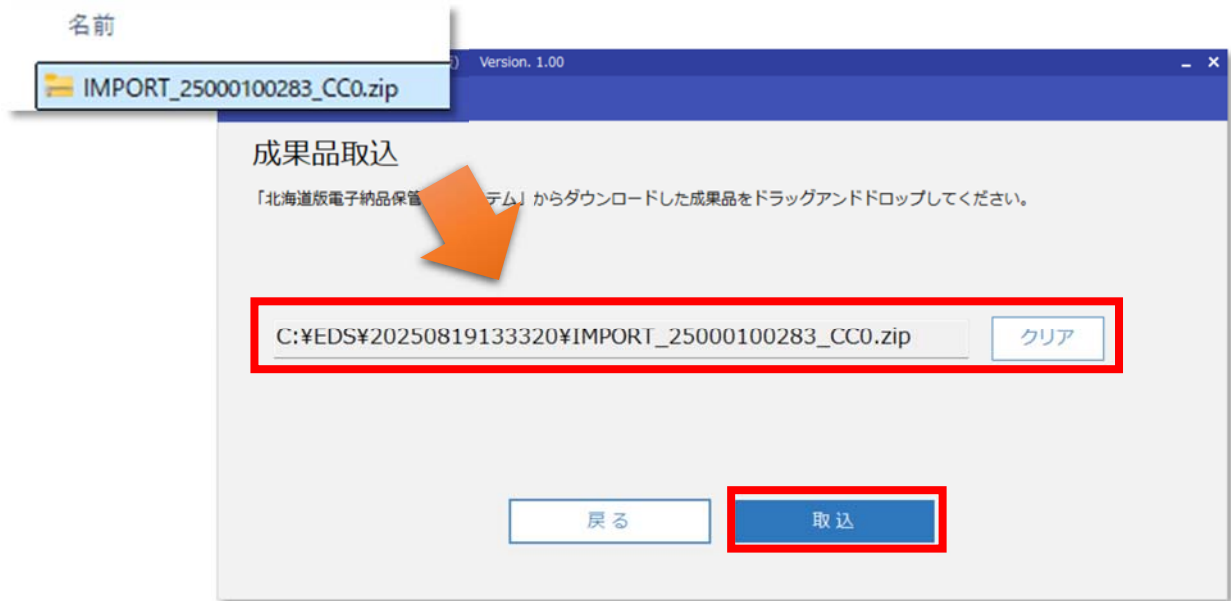 名前
IMPORT_25000100283_CC0.zip
Version. 1.00
成果品取込
「北海道版電子納品保管 テム」からダウンロードした成果品をドラッグアンドドロップしてください。
C:¥EDS¥20250819133320¥IMPORT_25000100283_CC0.zip
クリア
戻る
取込